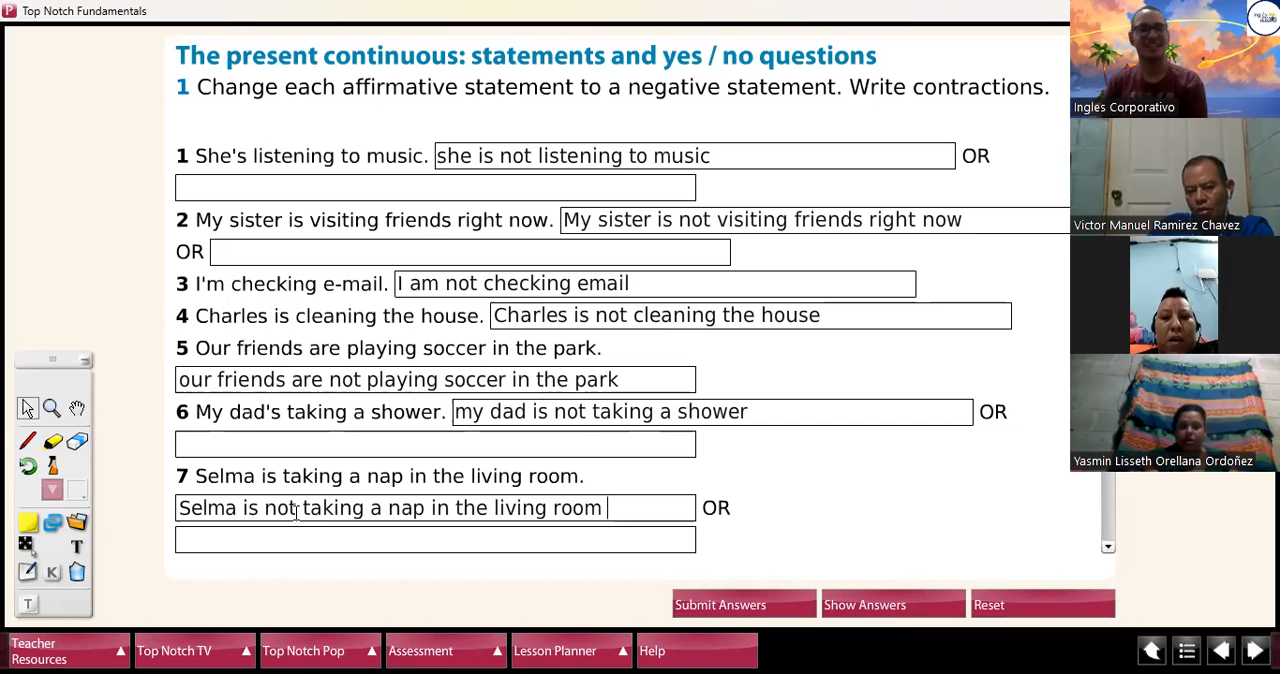 Top Notch Fundamentals
The present continuous: statements and yes / no questions
1 Change each affirmative statement to a negative statement. Write contractions.
1 She's listening to music. she is not listening to music OR
2 My sister is visiting friends right now. My sister is not visiting friends right now
OR
3 I'm checking e-mail. I am not checking email
4 Charles is cleaning the house. Charles is not cleaning the house
5 Our friends are playing soccer in the park.
our friends are not playing soccer in the park
6 My dad's taking a shower. my dad is not taking a shower OR
7 Selma is taking a nap in the living room.
Selma is not taking a nap in the living room OR
Submit Answers Show Answers Reset
Teacher Resources Top Notch TV Top Notch Pop Assessment Lesson Planner Help
Ingles Corporativo
Victor Manuel Ramirez Chavez
Yasmin Lisseth Orellana Ordoñez
T
K
T